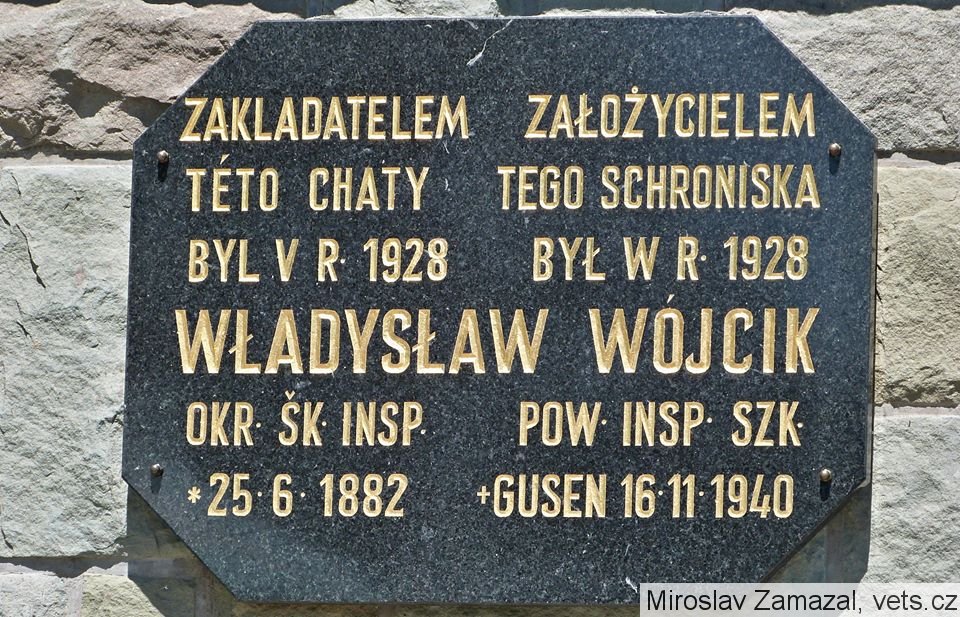 ZAKLADATELEM ZAŁOŻYCIELEM
TÉTO CHATY TEGO SCHRONISKA
BYL V R. 1928 BYŁ W R. 1928
WŁADYSŁAW WÓJCIK
OKR. ŠK. INSP. POW. INSP. SZK.
*25.6.1882 +GUSEN 16.11.1940
Miroslav Zamazal, vets.cz